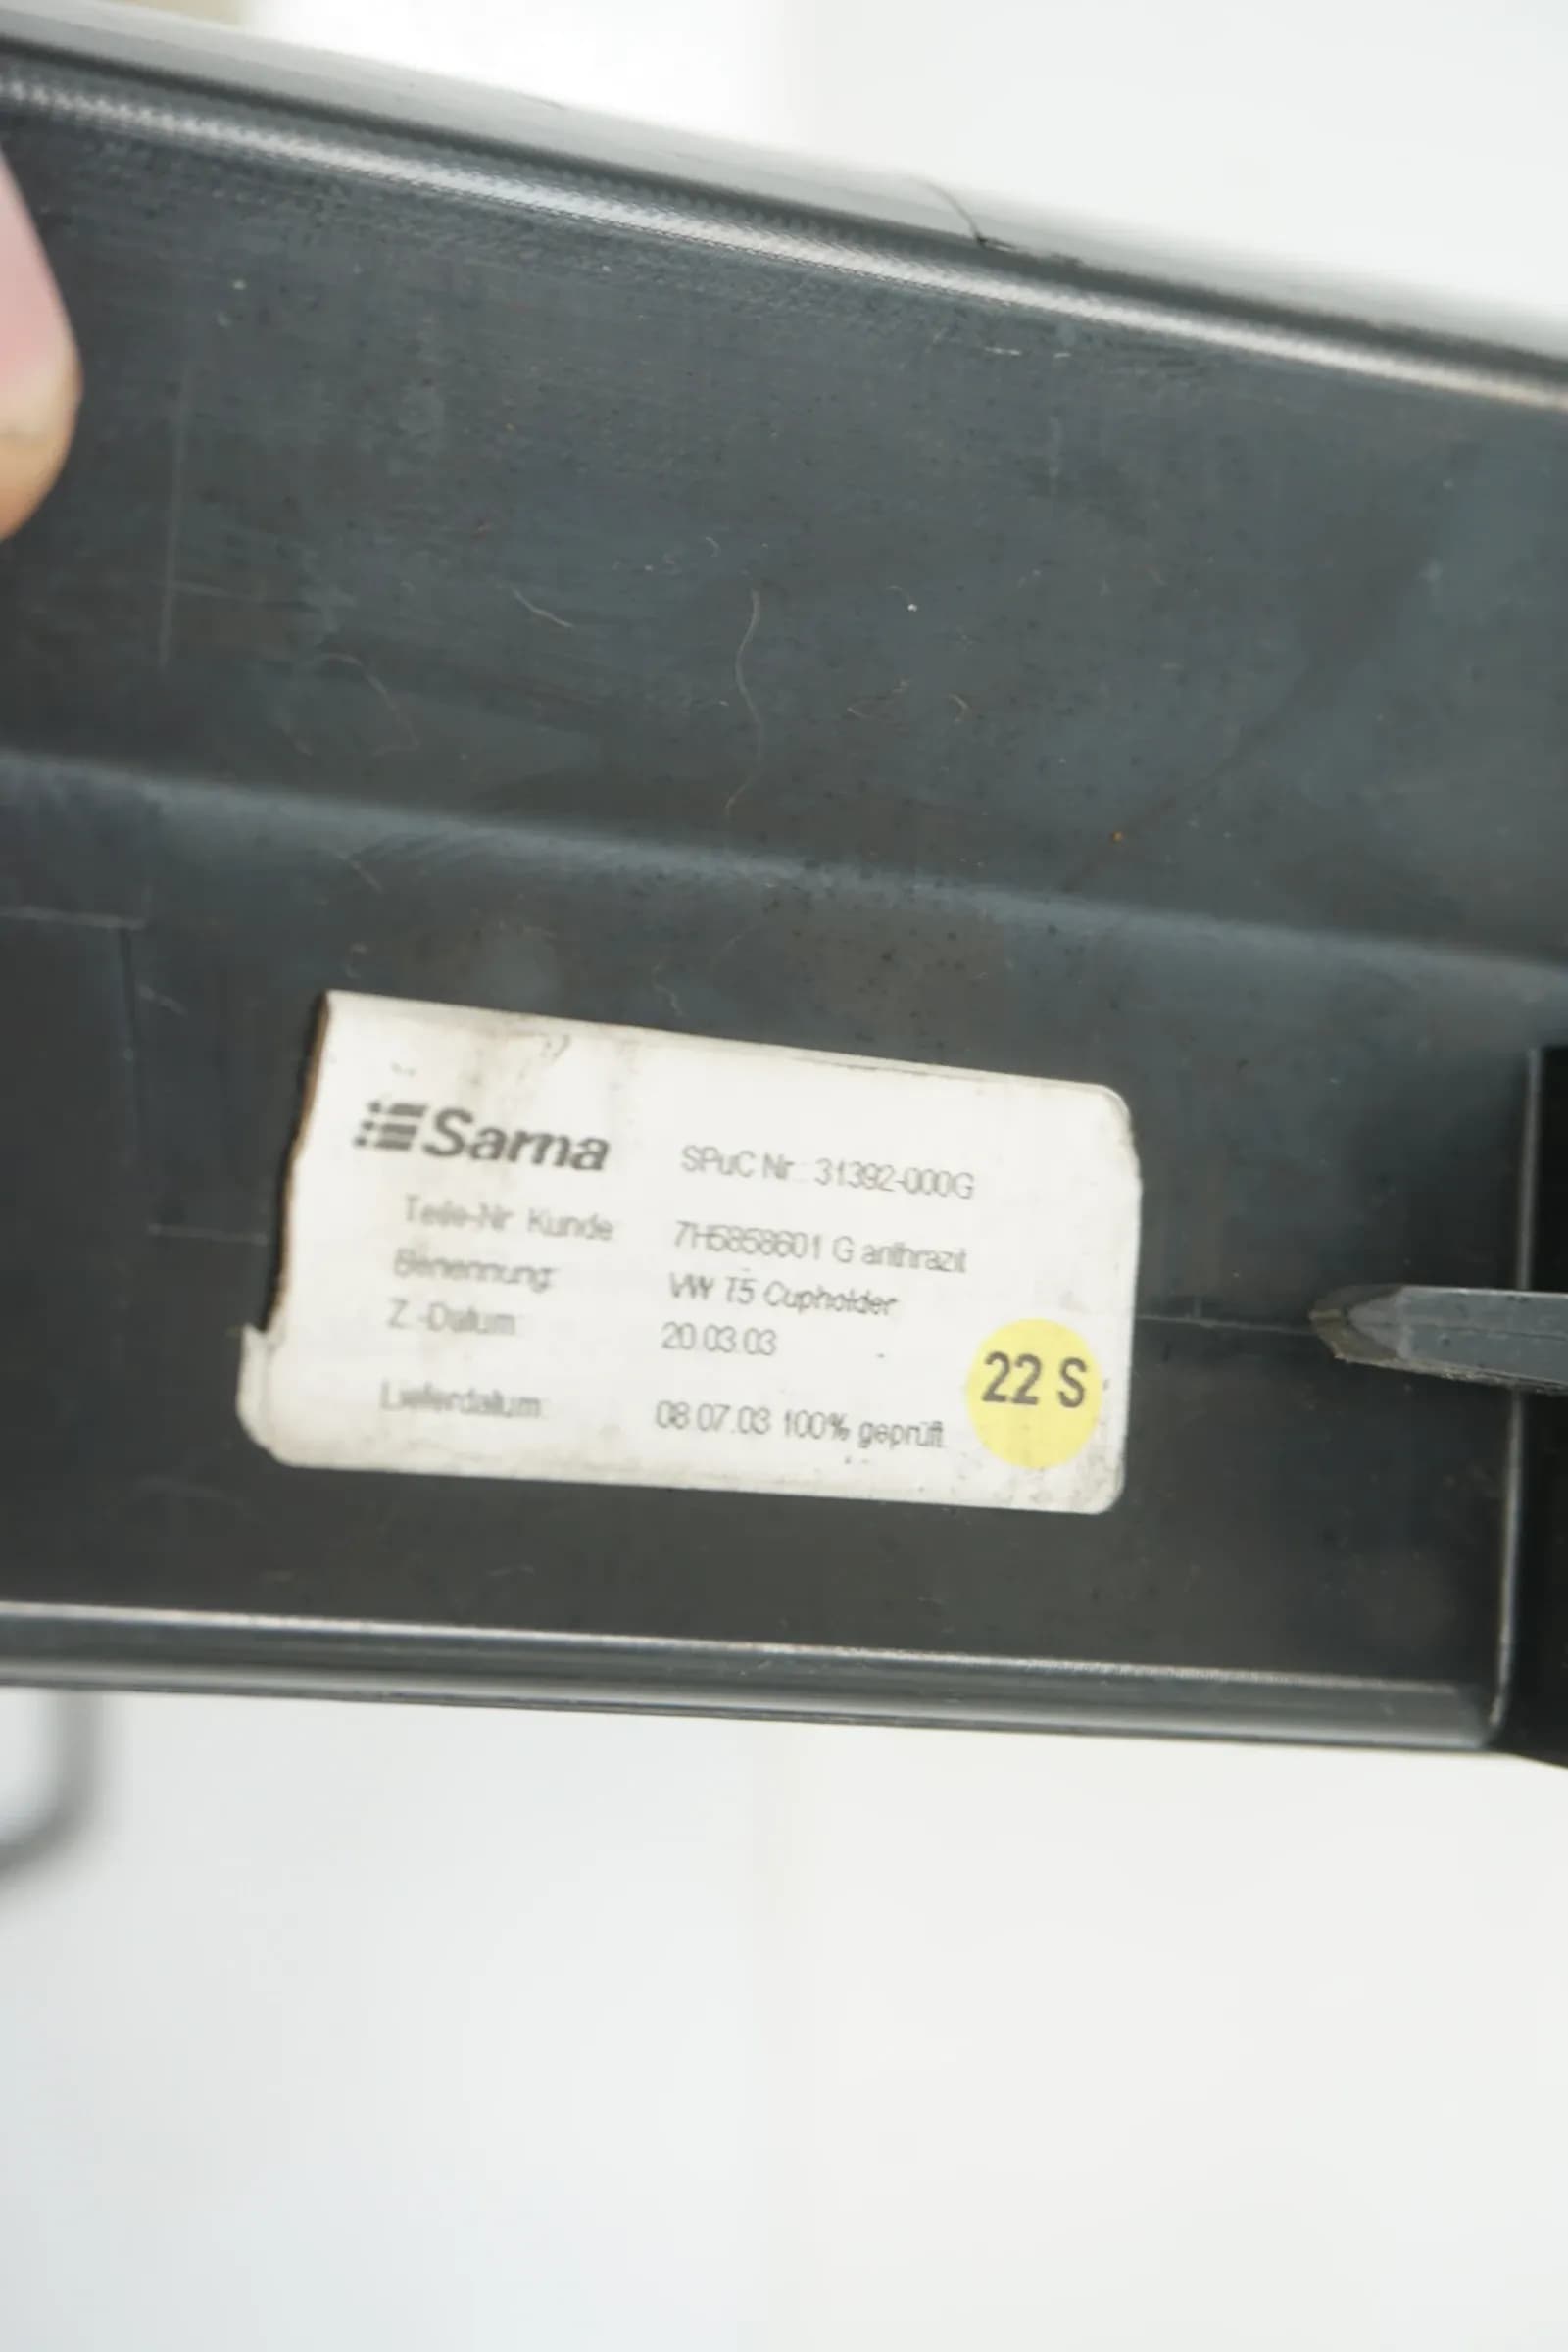 Sarna SPuC Nr.: 31392-000G
Teile-Nr. Kunde: 7H5858601 G anthrazit
Benennung: VW T5 Cupholder
Z.-Datum: 20.03.03
Lieferdatum: 08.07.03 100% geprüft
22 S